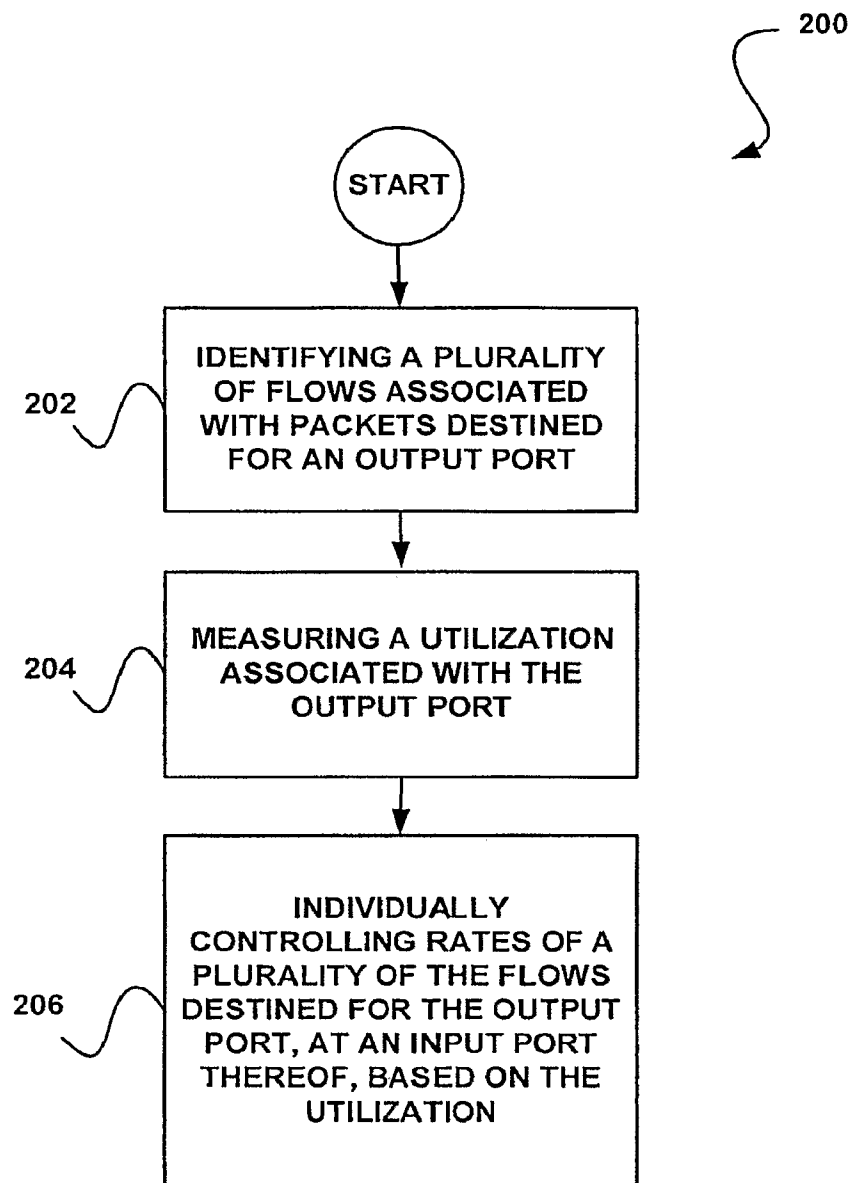 200
START
202
IDENTIFYING A PLURALITY
OF FLOWS ASSOCIATED
WITH PACKETS DESTINED
FOR AN OUTPUT PORT
204
MEASURING A UTILIZATION
ASSOCIATED WITH THE
OUTPUT PORT
206
INDIVIDUALLY
CONTROLLING RATES OF A
PLURALITY OF THE FLOWS
DESTINED FOR THE OUTPUT
PORT, AT AN INPUT PORT
THEREOF, BASED ON THE
UTILIZATION